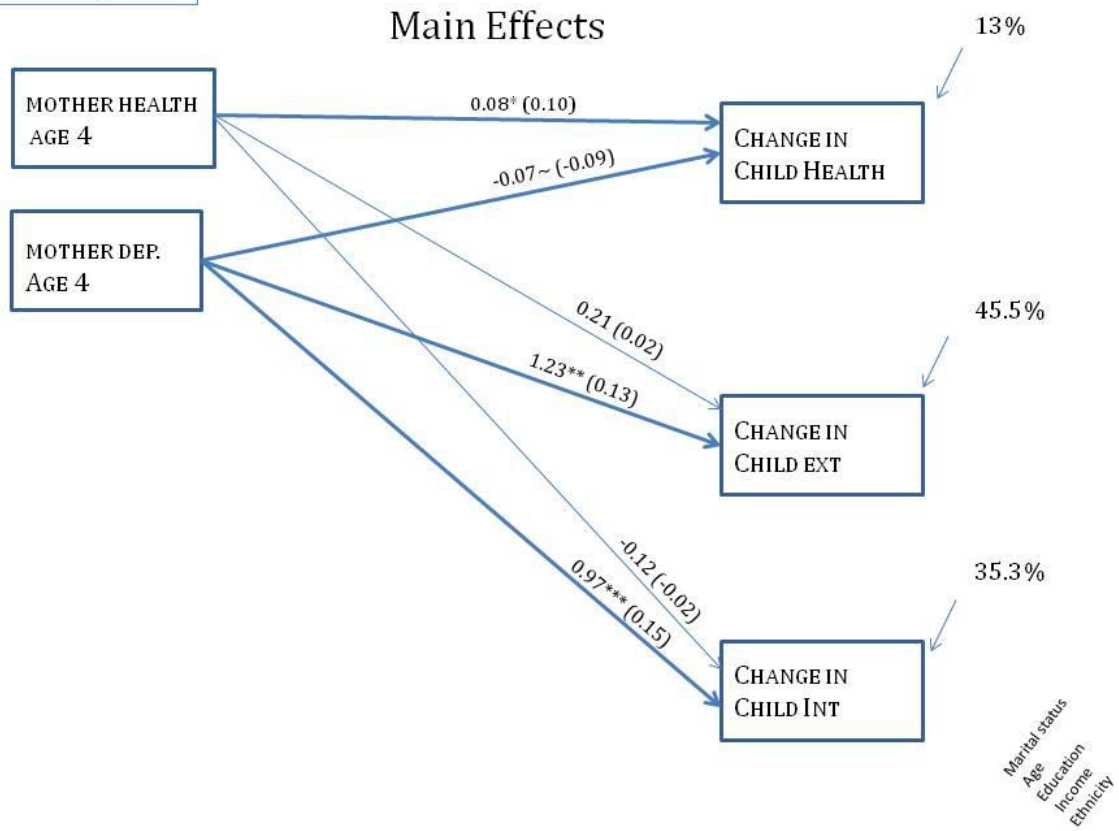 Main Effects
13%
MOTHER HEALTH
AGE 4
0.08* (0.10)
CHANGE IN
CHILD HEALTH
-0.07~ (-0.09)
MOTHER DEP.
AGE 4
0.21 (0.02)
45.5%
1.23** (0.13)
CHANGE IN
CHILD EXT
-0.12 (-0.02)
0.97*** (0.15)
35.3%
CHANGE IN
CHILD INT
Marital status
Age
Education
Income
Ethnicity